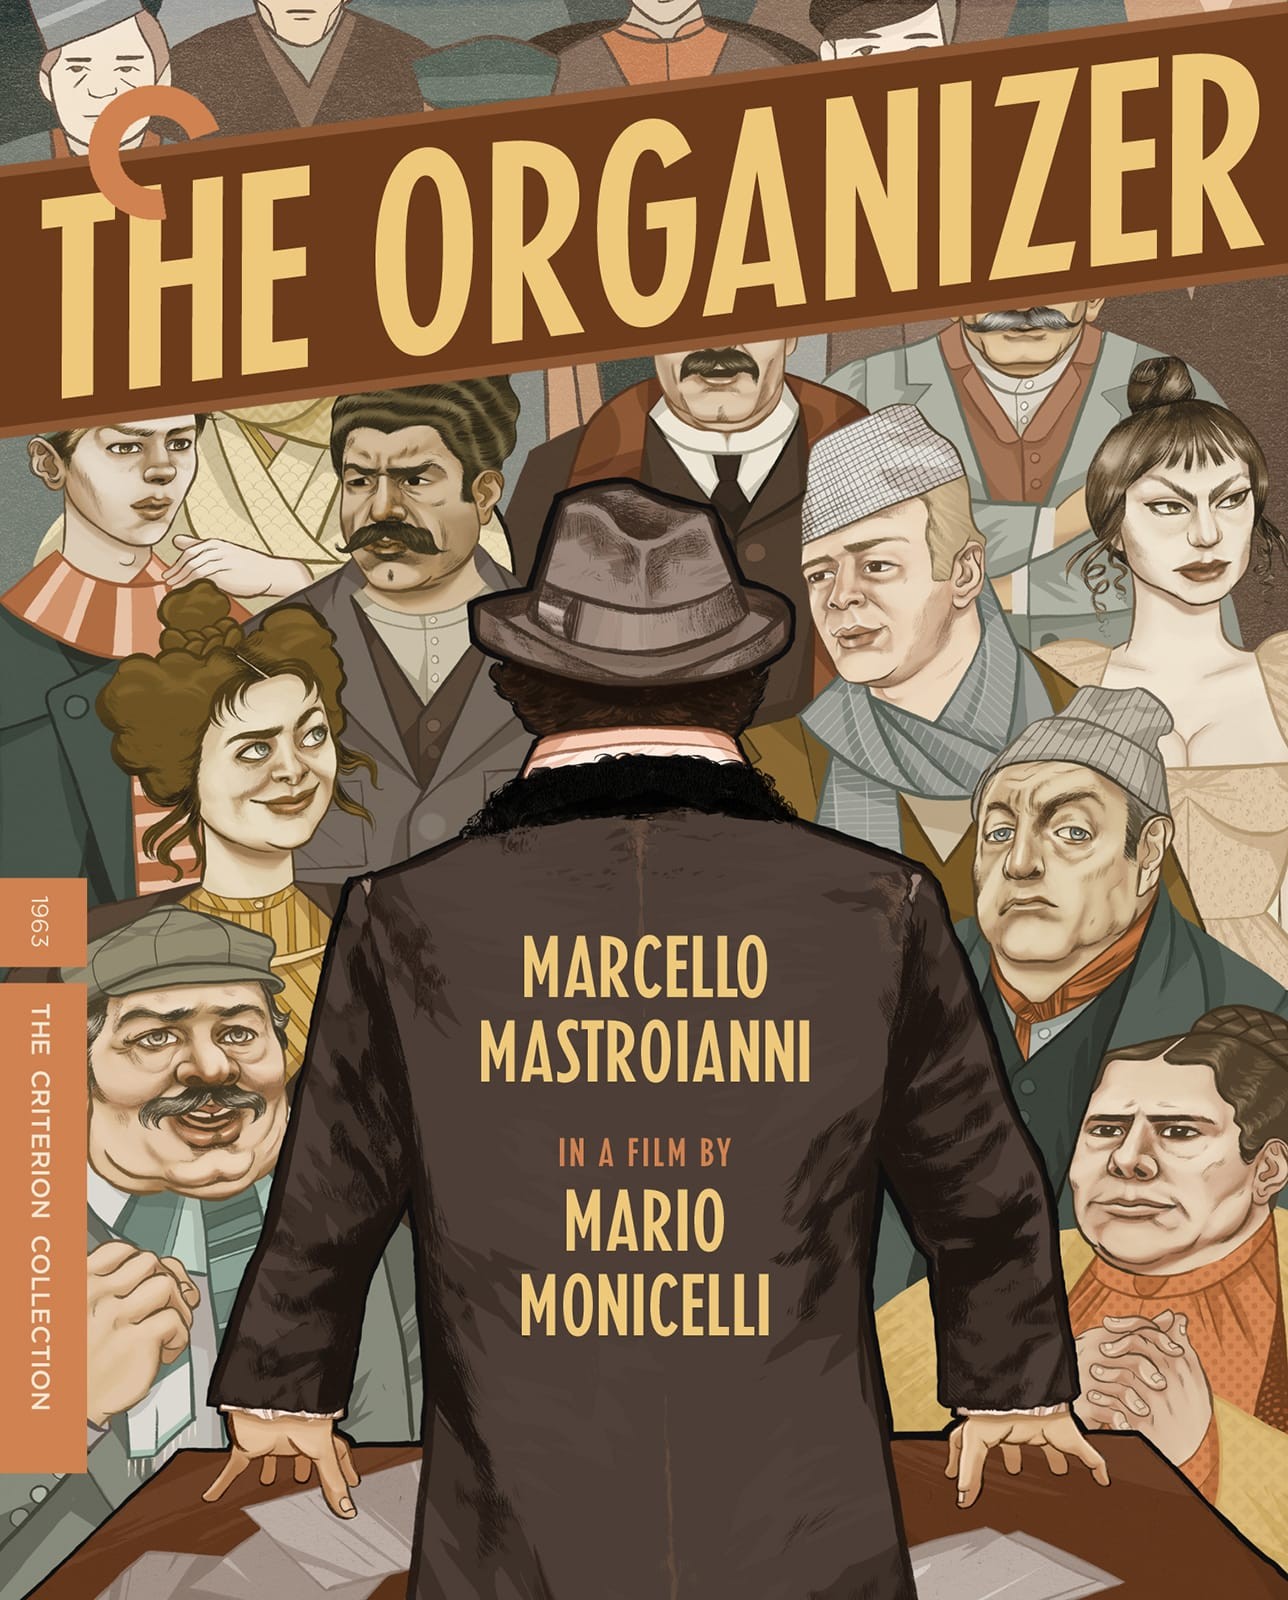 THE ORGANIZER
MARCELLO
MASTROIANNI
IN A FILM BY
MARIO
MONICELLI
1963
THE CRITERION COLLECTION